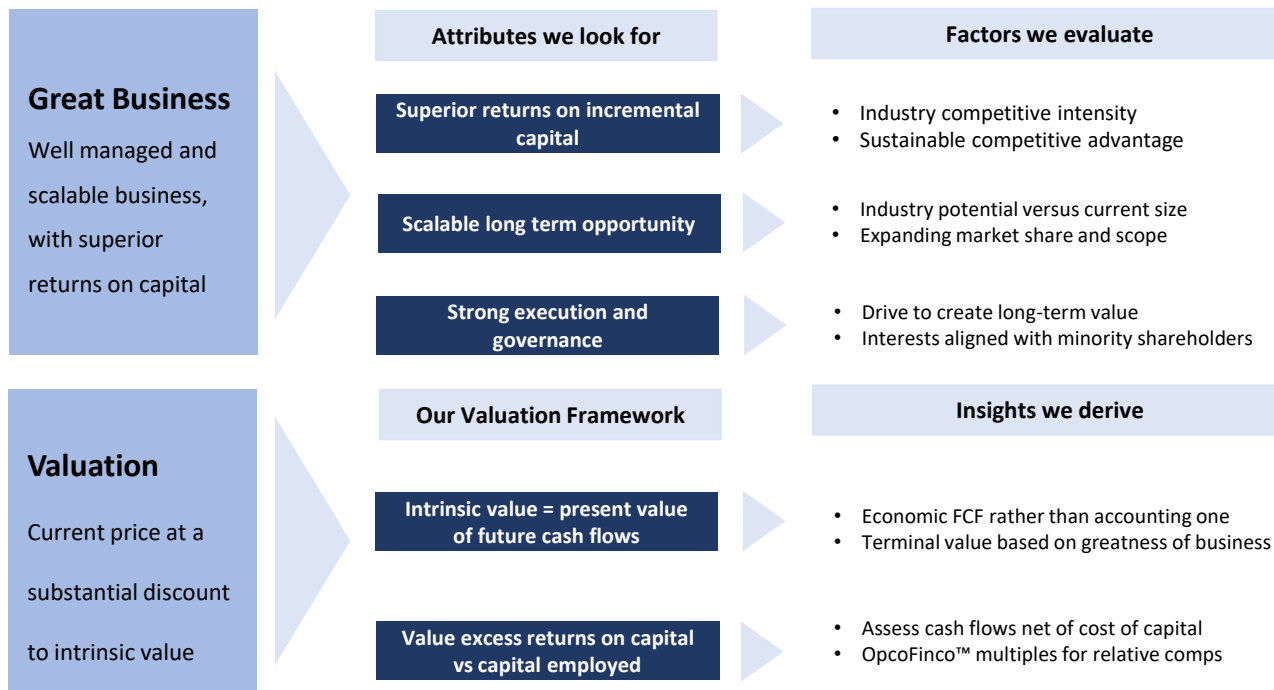 Attributes we look for
Factors we evaluate
Great Business
Well managed and
scalable business,
with superior
returns on capital
Superior returns on incremental
capital
• Industry competitive intensity
• Sustainable competitive advantage
Scalable long term opportunity
• Industry potential versus current size
• Expanding market share and scope
Strong execution and
governance
• Drive to create long-term value
• Interests aligned with minority shareholders
Our Valuation Framework
Insights we derive
Valuation
Current price at a
substantial discount
to intrinsic value
Intrinsic value = present value
of future cash flows
• Economic FCF rather than accounting one
• Terminal value based on greatness of business
Value excess returns on capital
vs capital employed
• Assess cash flows net of cost of capital
• OpcoFinco™ multiples for relative comps